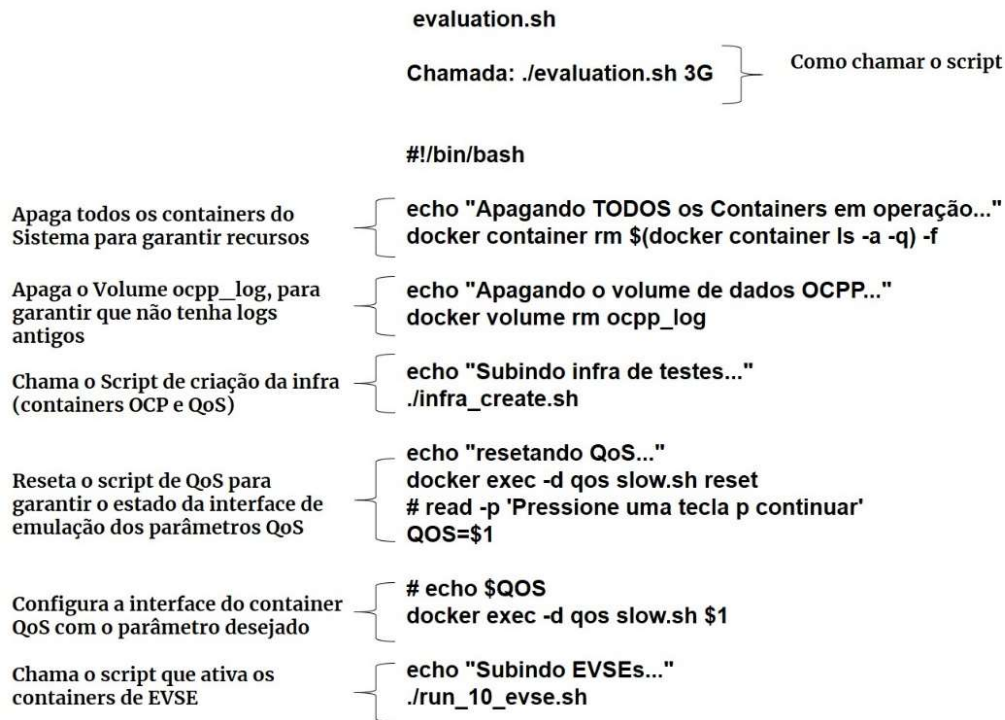 evaluation.sh
Chamada: ./evaluation.sh 3G
Como chamar o script
#!/bin/bash
Apaga todos os containers do
Sistema para garantir recursos
echo "Apagando TODOS os Containers em operação..."
docker container rm $(docker container ls -a -q) -f
Apaga o Volume ocpp_log, para
garantir que não tenha logs
antigos
echo "Apagando o volume de dados OCPP..."
docker volume rm ocpp_log
Chama o Script de criação da infra
(containers OCP e QoS)
echo "Subindo infra de testes..."
./infra_create.sh
Reseta o script de QoS para
garantir o estado da interface de
emulação dos parâmetros QoS
echo "resetando QoS..."
docker exec -d qos slow.sh reset
# read -p 'Pressione uma tecla p continuar'
QOS=$1
Configura a interface do container
QoS com o parâmetro desejado
# echo $QOS
docker exec -d qos slow.sh $1
Chama o script que ativa os
containers de EVSE
echo "Subindo EVSEs..."
./run_10_evse.sh